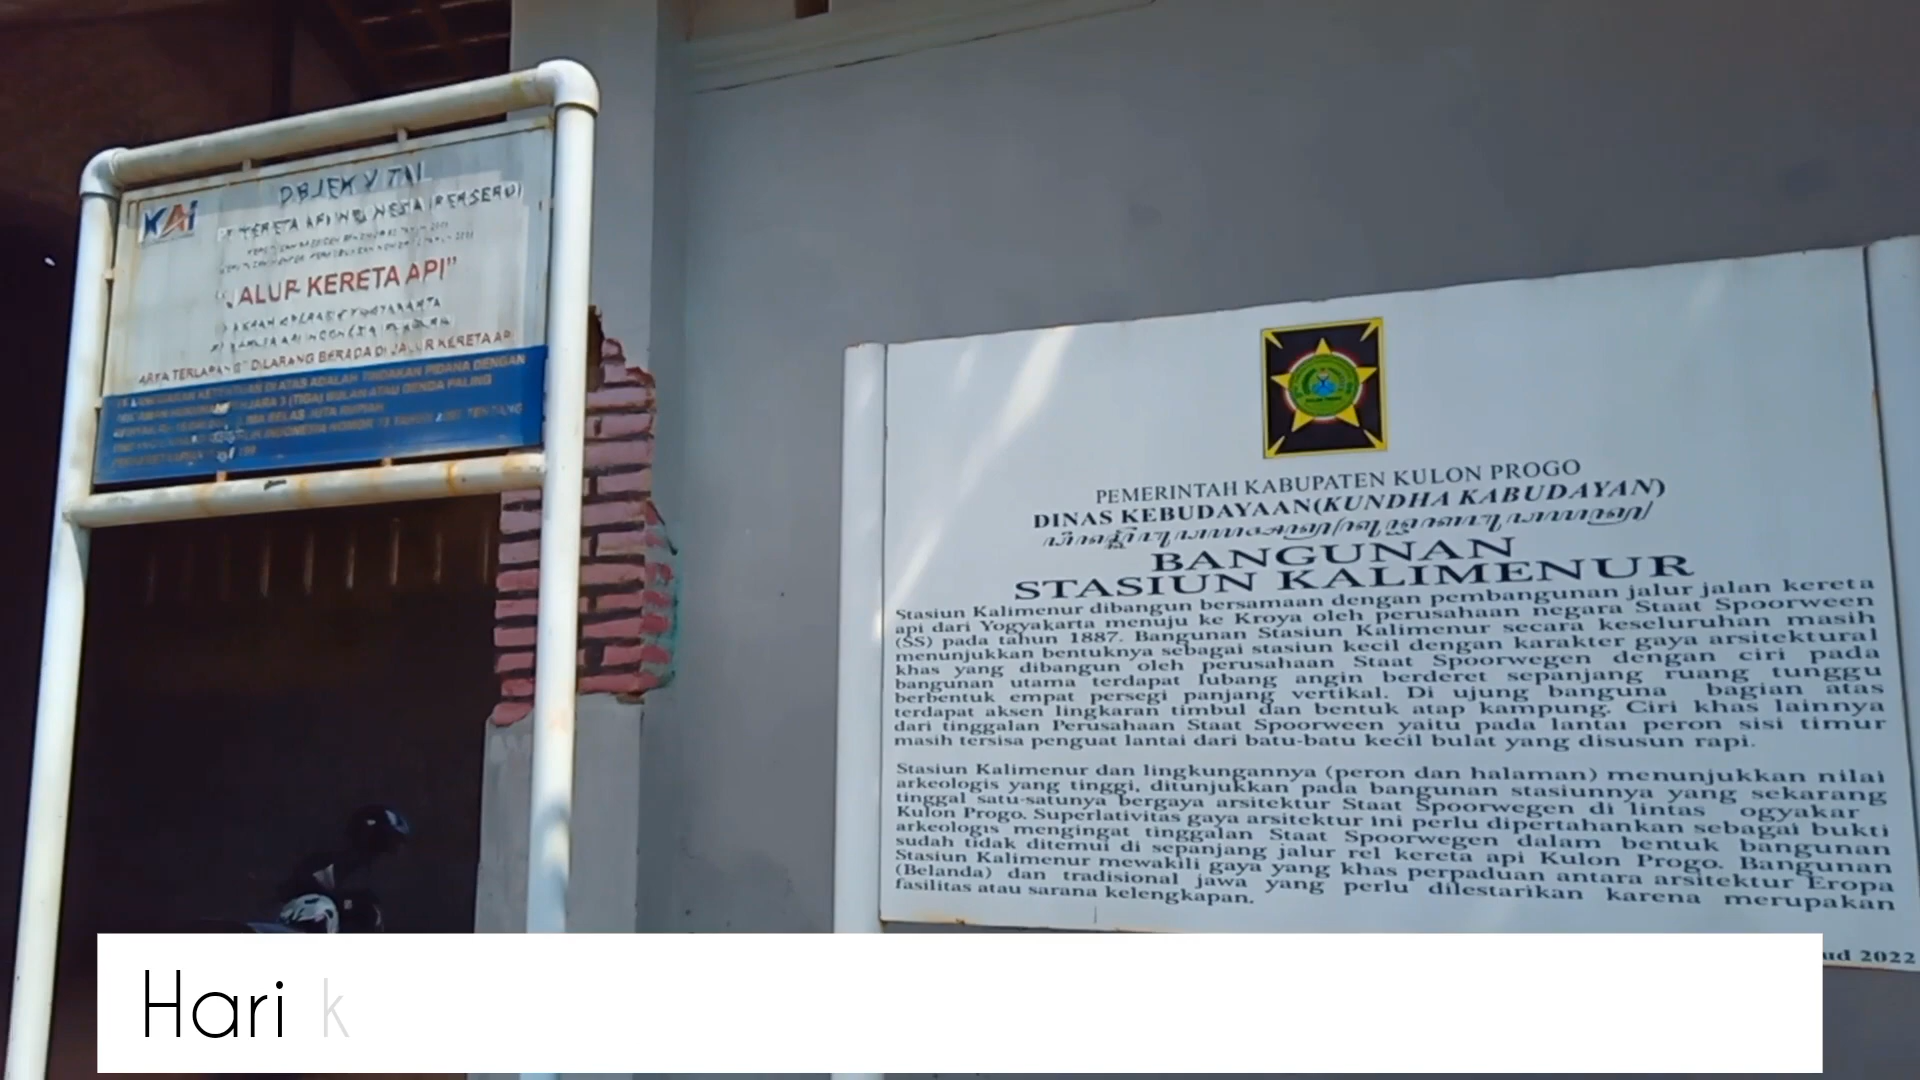 KAI
"JALUR KERETA API"
DILARANG BERADA DI JALUR KERETA AP
PEMERINTAH KABUPATEN KULON PROGO
DINAS KEBUDAYAAN(KUNDHA KABUDAYAN)
BANGUNAN
STASIUN KALIMENUR
Stasiun Kalimenur dibangun bersamaan dengan pembangunan jalur jalan kereta
api dari Yogyakarta menuju ke Kroya oleh perusahaan negara Staat Spoorween
(SS) pada tahun 1887. Bangunan Stasiun Kalimenur secara keseluruhan masih
menunjukkan bentuknya sebagai stasiun kecil dengan karakter gaya arsitektural
khas yang dibangun oleh perusahaan Staat Spoorwegen dengan ciri pada
bangunan utama terdapat lubang angin berderet sepanjang ruang tunggu
berbentuk empat persegi panjang vertikal. Di ujung banguna bagian atas
terdapat aksen lingkaran timbul dan bentuk atap kampung. Ciri khas lainnya
dari tinggalan Perusahaan Staat Spoorween yaitu pada lantai peron sisi timur
masih tersisa penguat lantai dari batu-batu kecil bulat yang disusun rapi.
Stasiun Kalimenur dan lingkungannya (peron dan halaman) menunjukkan nilai
arkeologis yang tinggi, ditunjukkan pada bangunan stasiunnya yang sekarang
tinggal satu-satunya bergaya arsitektur Staat Spoorwegen di lintas ogyakar
Kulon Progo. Superlativitas gaya arsitektur ini perlu dipertahankan sebagai bukti
arkeologis mengingat tinggalan Staat Spoorwegen dalam bentuk bangunan
sudah tidak ditemui di sepanjang jalur rel kereta api Kulon Progo. Bangunan
Stasiun Kalimenur mewakili gaya yang khas perpaduan antara arsitektur Eropa
(Belanda) dan tradisional jawa yang perlu dilestarikan karena merupakan
fasilitas atau sarana kelengkapan.
ud 2022
Hari k